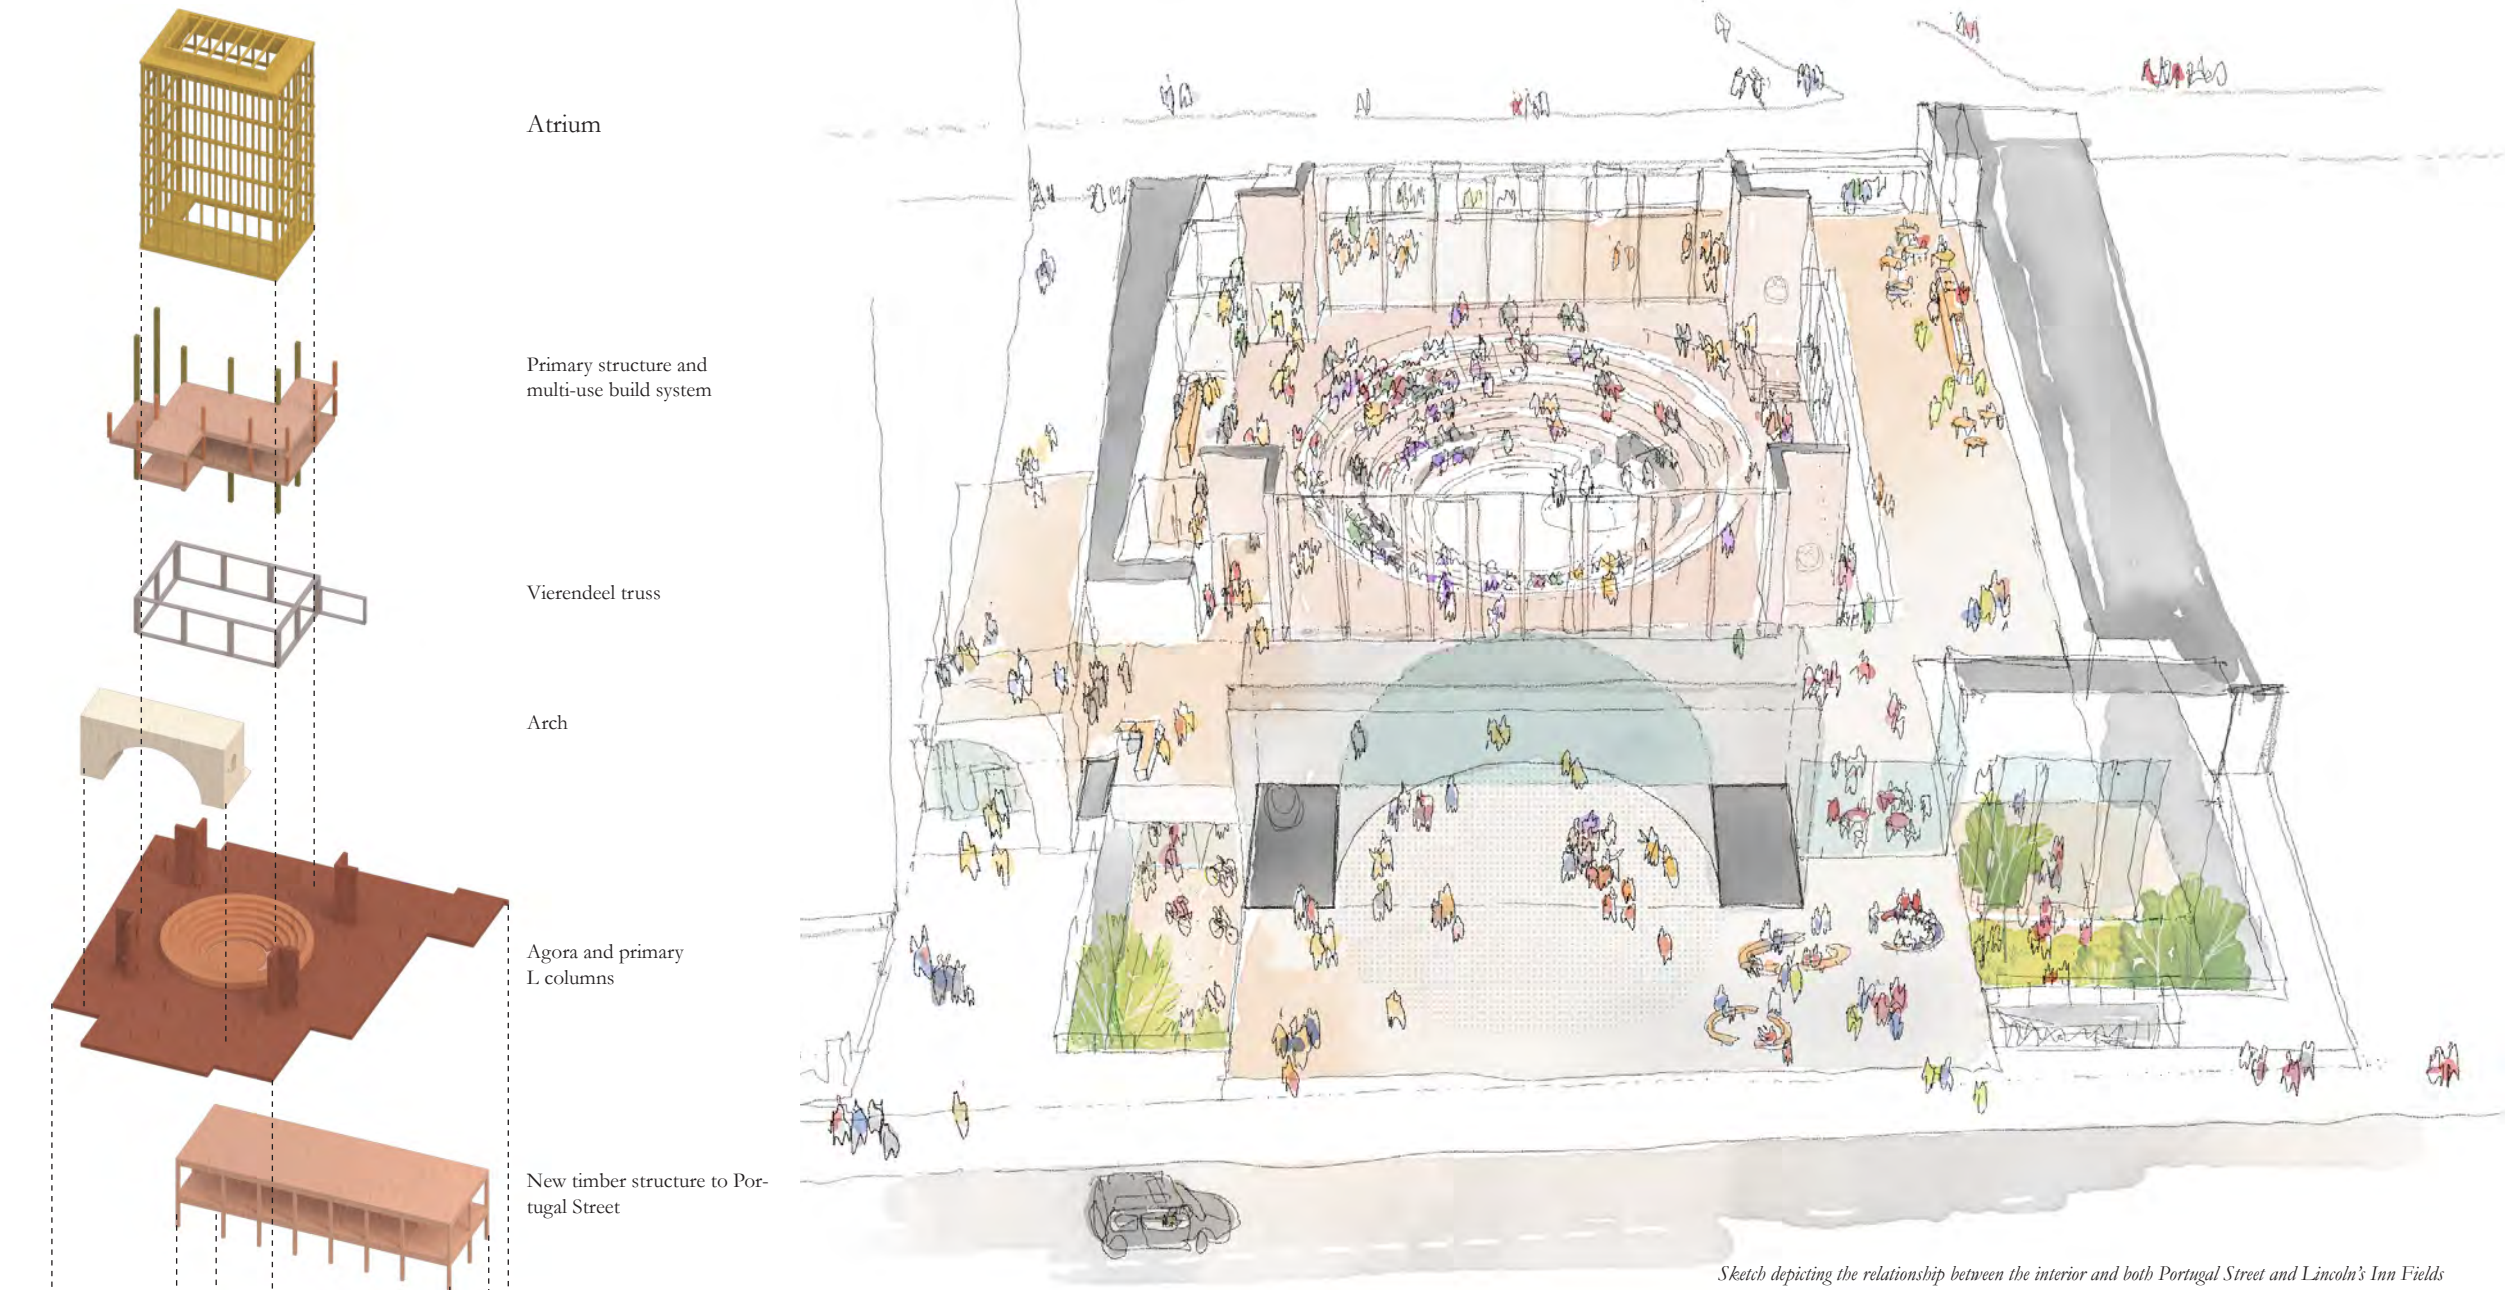 Atrium
Primary structure and
multi-use build system
Vierendeel truss
Arch
Agora and primary
L columns
New timber structure to Por-
tugal Street
Sketch depicting the relationship between the interior and both Portugal Street and Lincoln's Inn Fields